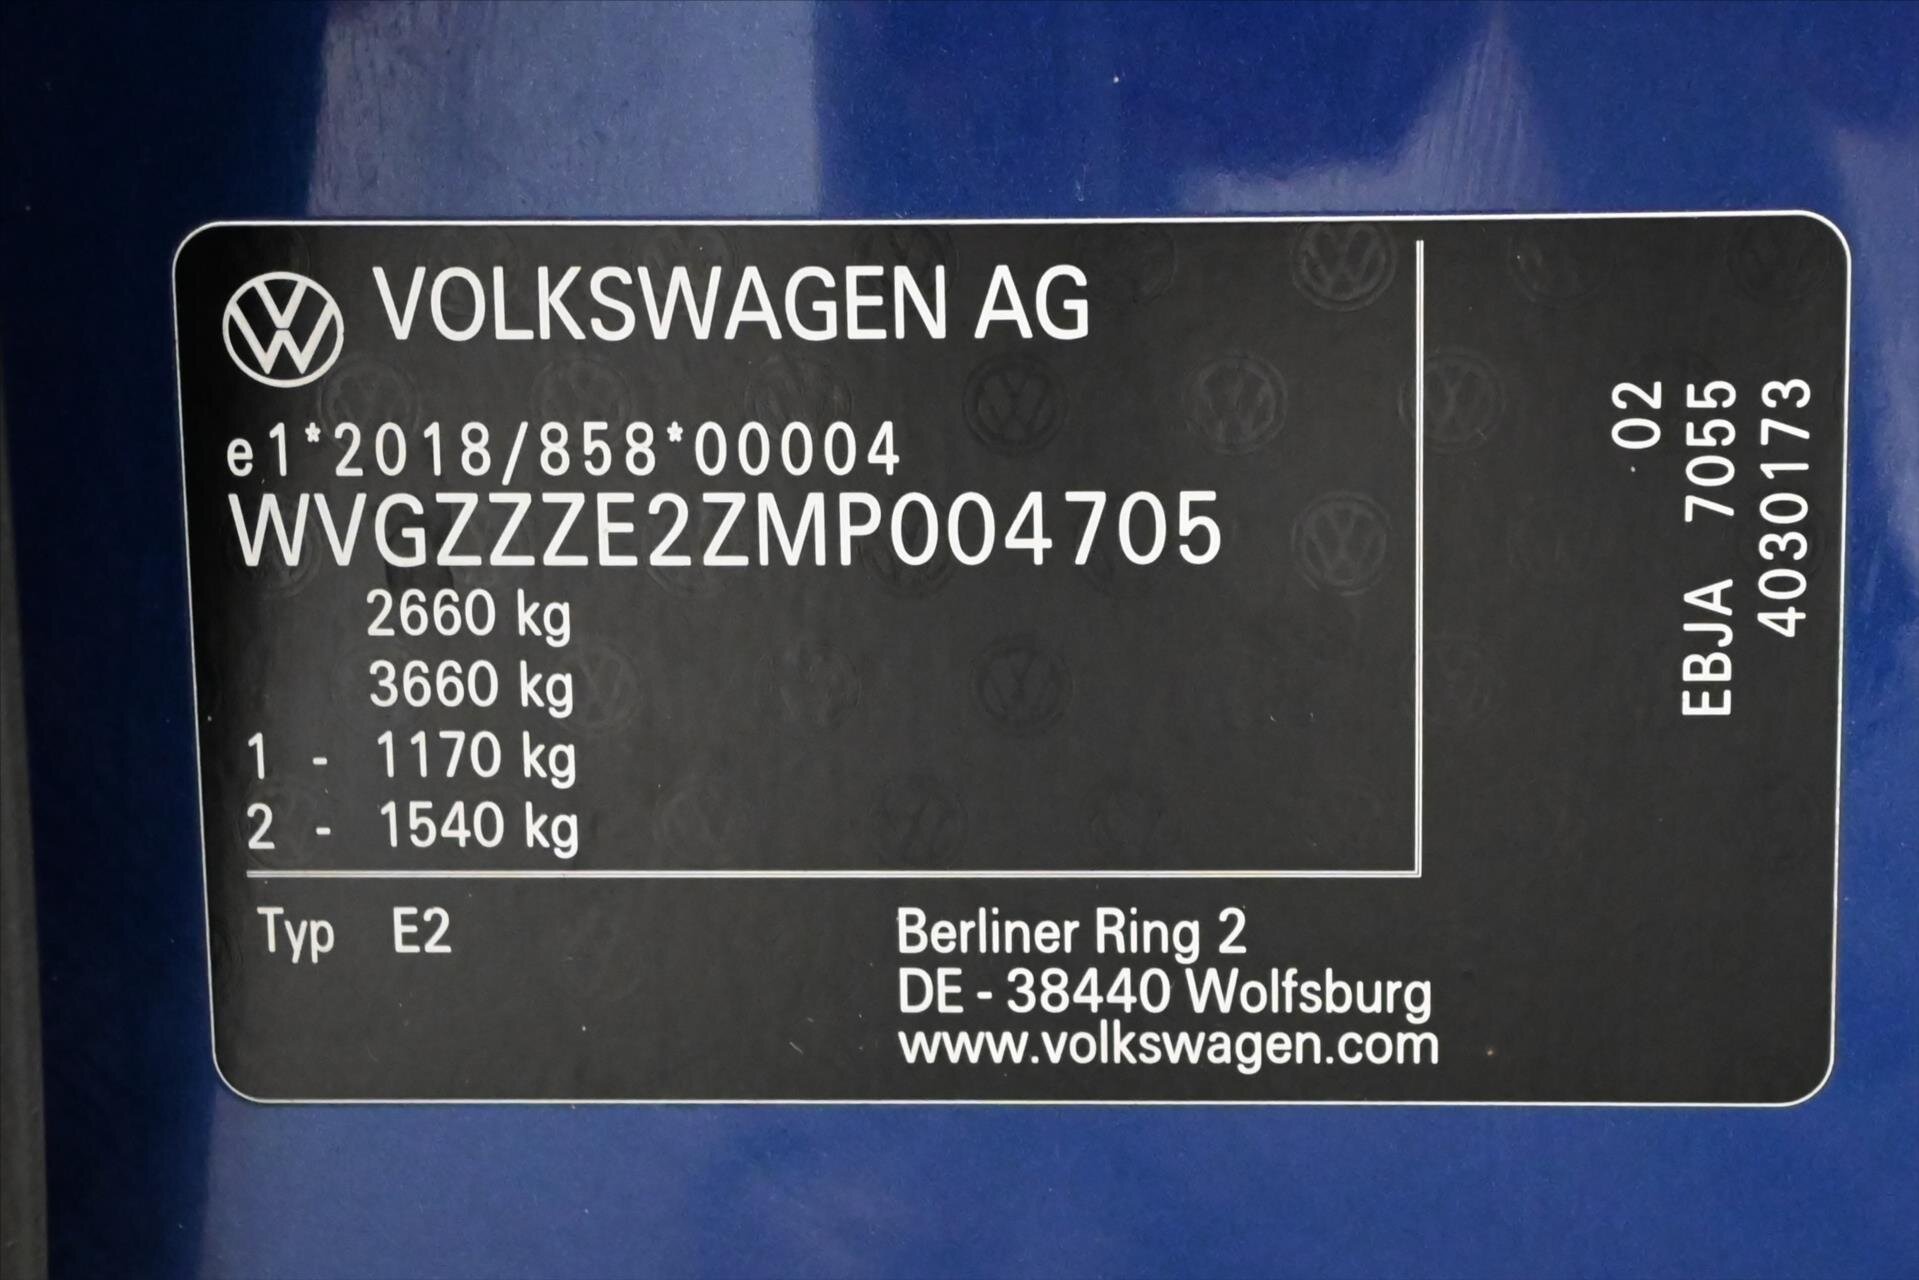 VOLKSWAGEN AG
e1*2018/858*00004
WVGZZZE2ZMP004705
2660 kg
3660 kg
1 - 1170 kg
2 - 1540 kg
Typ E2
Berliner Ring 2
DE - 38440 Wolfsburg
www.volkswagen.com
02
EBJA 7055
4030173